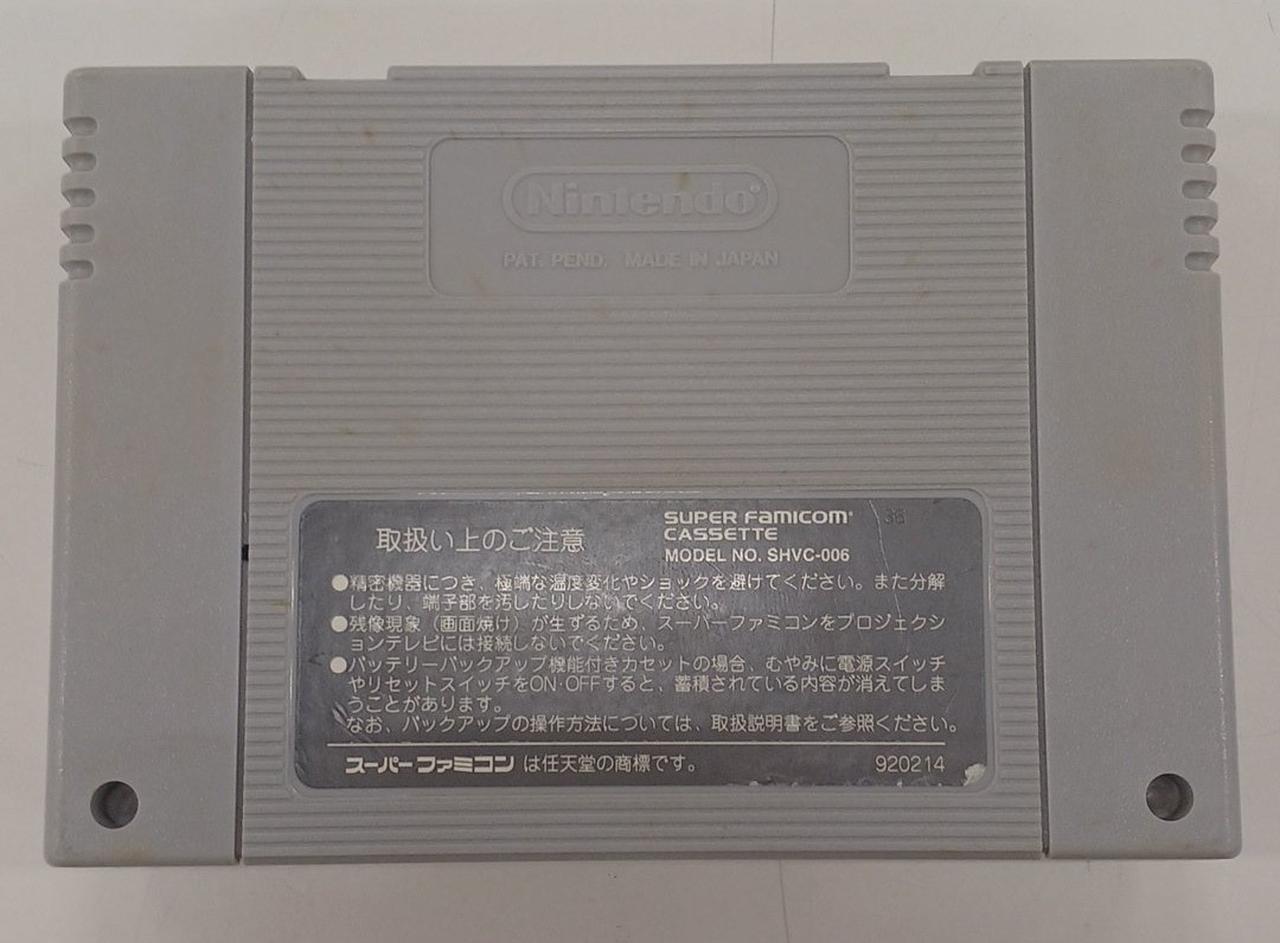 Nintendo®
PAT. PEND. MADE IN JAPAN
取扱い上のご注意
SUPER FAMICOM®
CASSETTE
MODEL NO. SHVC-006
36
●精密機器につき、極端な温度変化やショックを避けてください。また分解
したり、端子部を汚したりしないでください。
●残像現象（画面焼け）が生ずるため、スーパーファミコンをプロジェクシ
ョンテレビには接続しないでください。
●バッテリーバックアップ機能付きカセットの場合、むやみに電源スイッチ
やリセットスイッチをON･OFFすると、蓄積されている内容が消えてしま
うことがあります。
なお、バックアップの操作方法については、取扱説明書をご参照ください。
スーパーファミコン は任天堂の商標です。
920214